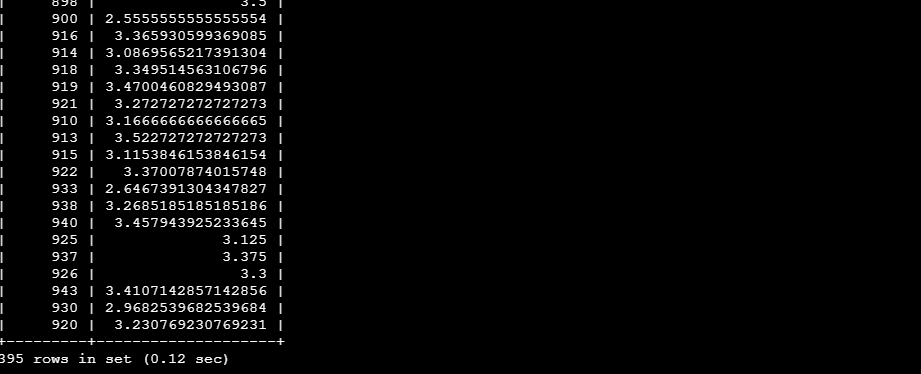 |     898 |                3.5 |
|     900 | 2.5555555555555554 |
|     916 |  3.365930599369085 |
|     914 | 3.0869565217391304 |
|     918 |  3.349514563106796 |
|     919 | 3.4700460829493087 |
|     921 |  3.272727272727273 |
|     910 | 3.1666666666666665 |
|     913 |  3.522727272727273 |
|     915 | 3.1153846153846154 |
|     922 |   3.37007874015748 |
|     933 | 2.6467391304347827 |
|     938 | 3.2685185185185186 |
|     940 |  3.457943925233645 |
|     925 |              3.125 |
|     937 |              3.375 |
|     926 |                3.3 |
|     943 | 3.4107142857142856 |
|     930 | 2.9682539682539684 |
|     920 |  3.230769230769231 |
+---------+--------------------+
395 rows in set (0.12 sec)